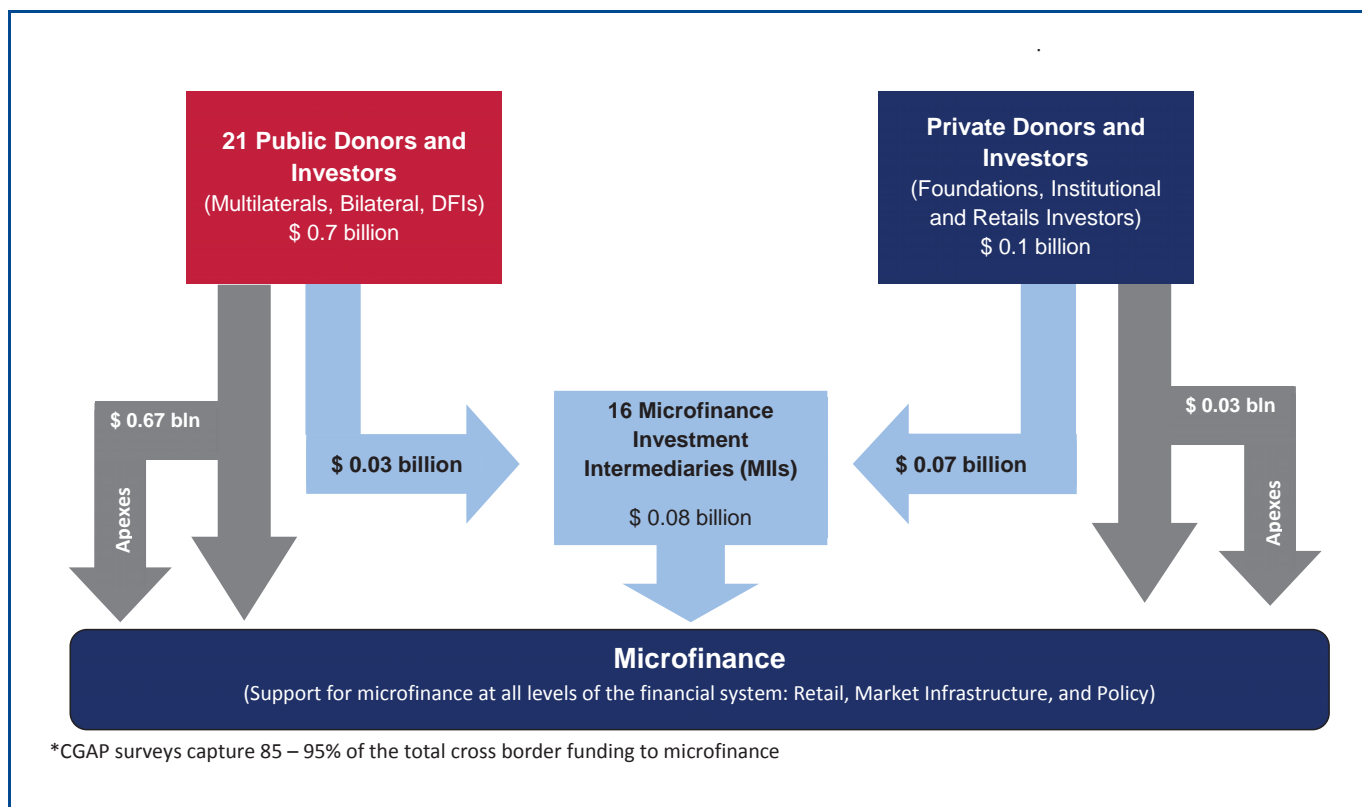 21 Public Donors and
Investors
(Multilaterals, Bilateral, DFIs)
$ 0.7 billion
Private Donors and
Investors
(Foundations, Institutional
and Retails Investors)
$ 0.1 billion
$ 0.67 bln
Apexes
$ 0.03 billion
16 Microfinance
Investment
Intermediaries (MIIs)
$ 0.08 billion
$ 0.07 billion
$ 0.03 bln
Apexes
Microfinance
(Support for microfinance at all levels of the financial system: Retail, Market Infrastructure, and Policy)
*CGAP surveys capture 85 – 95% of the total cross border funding to microfinance